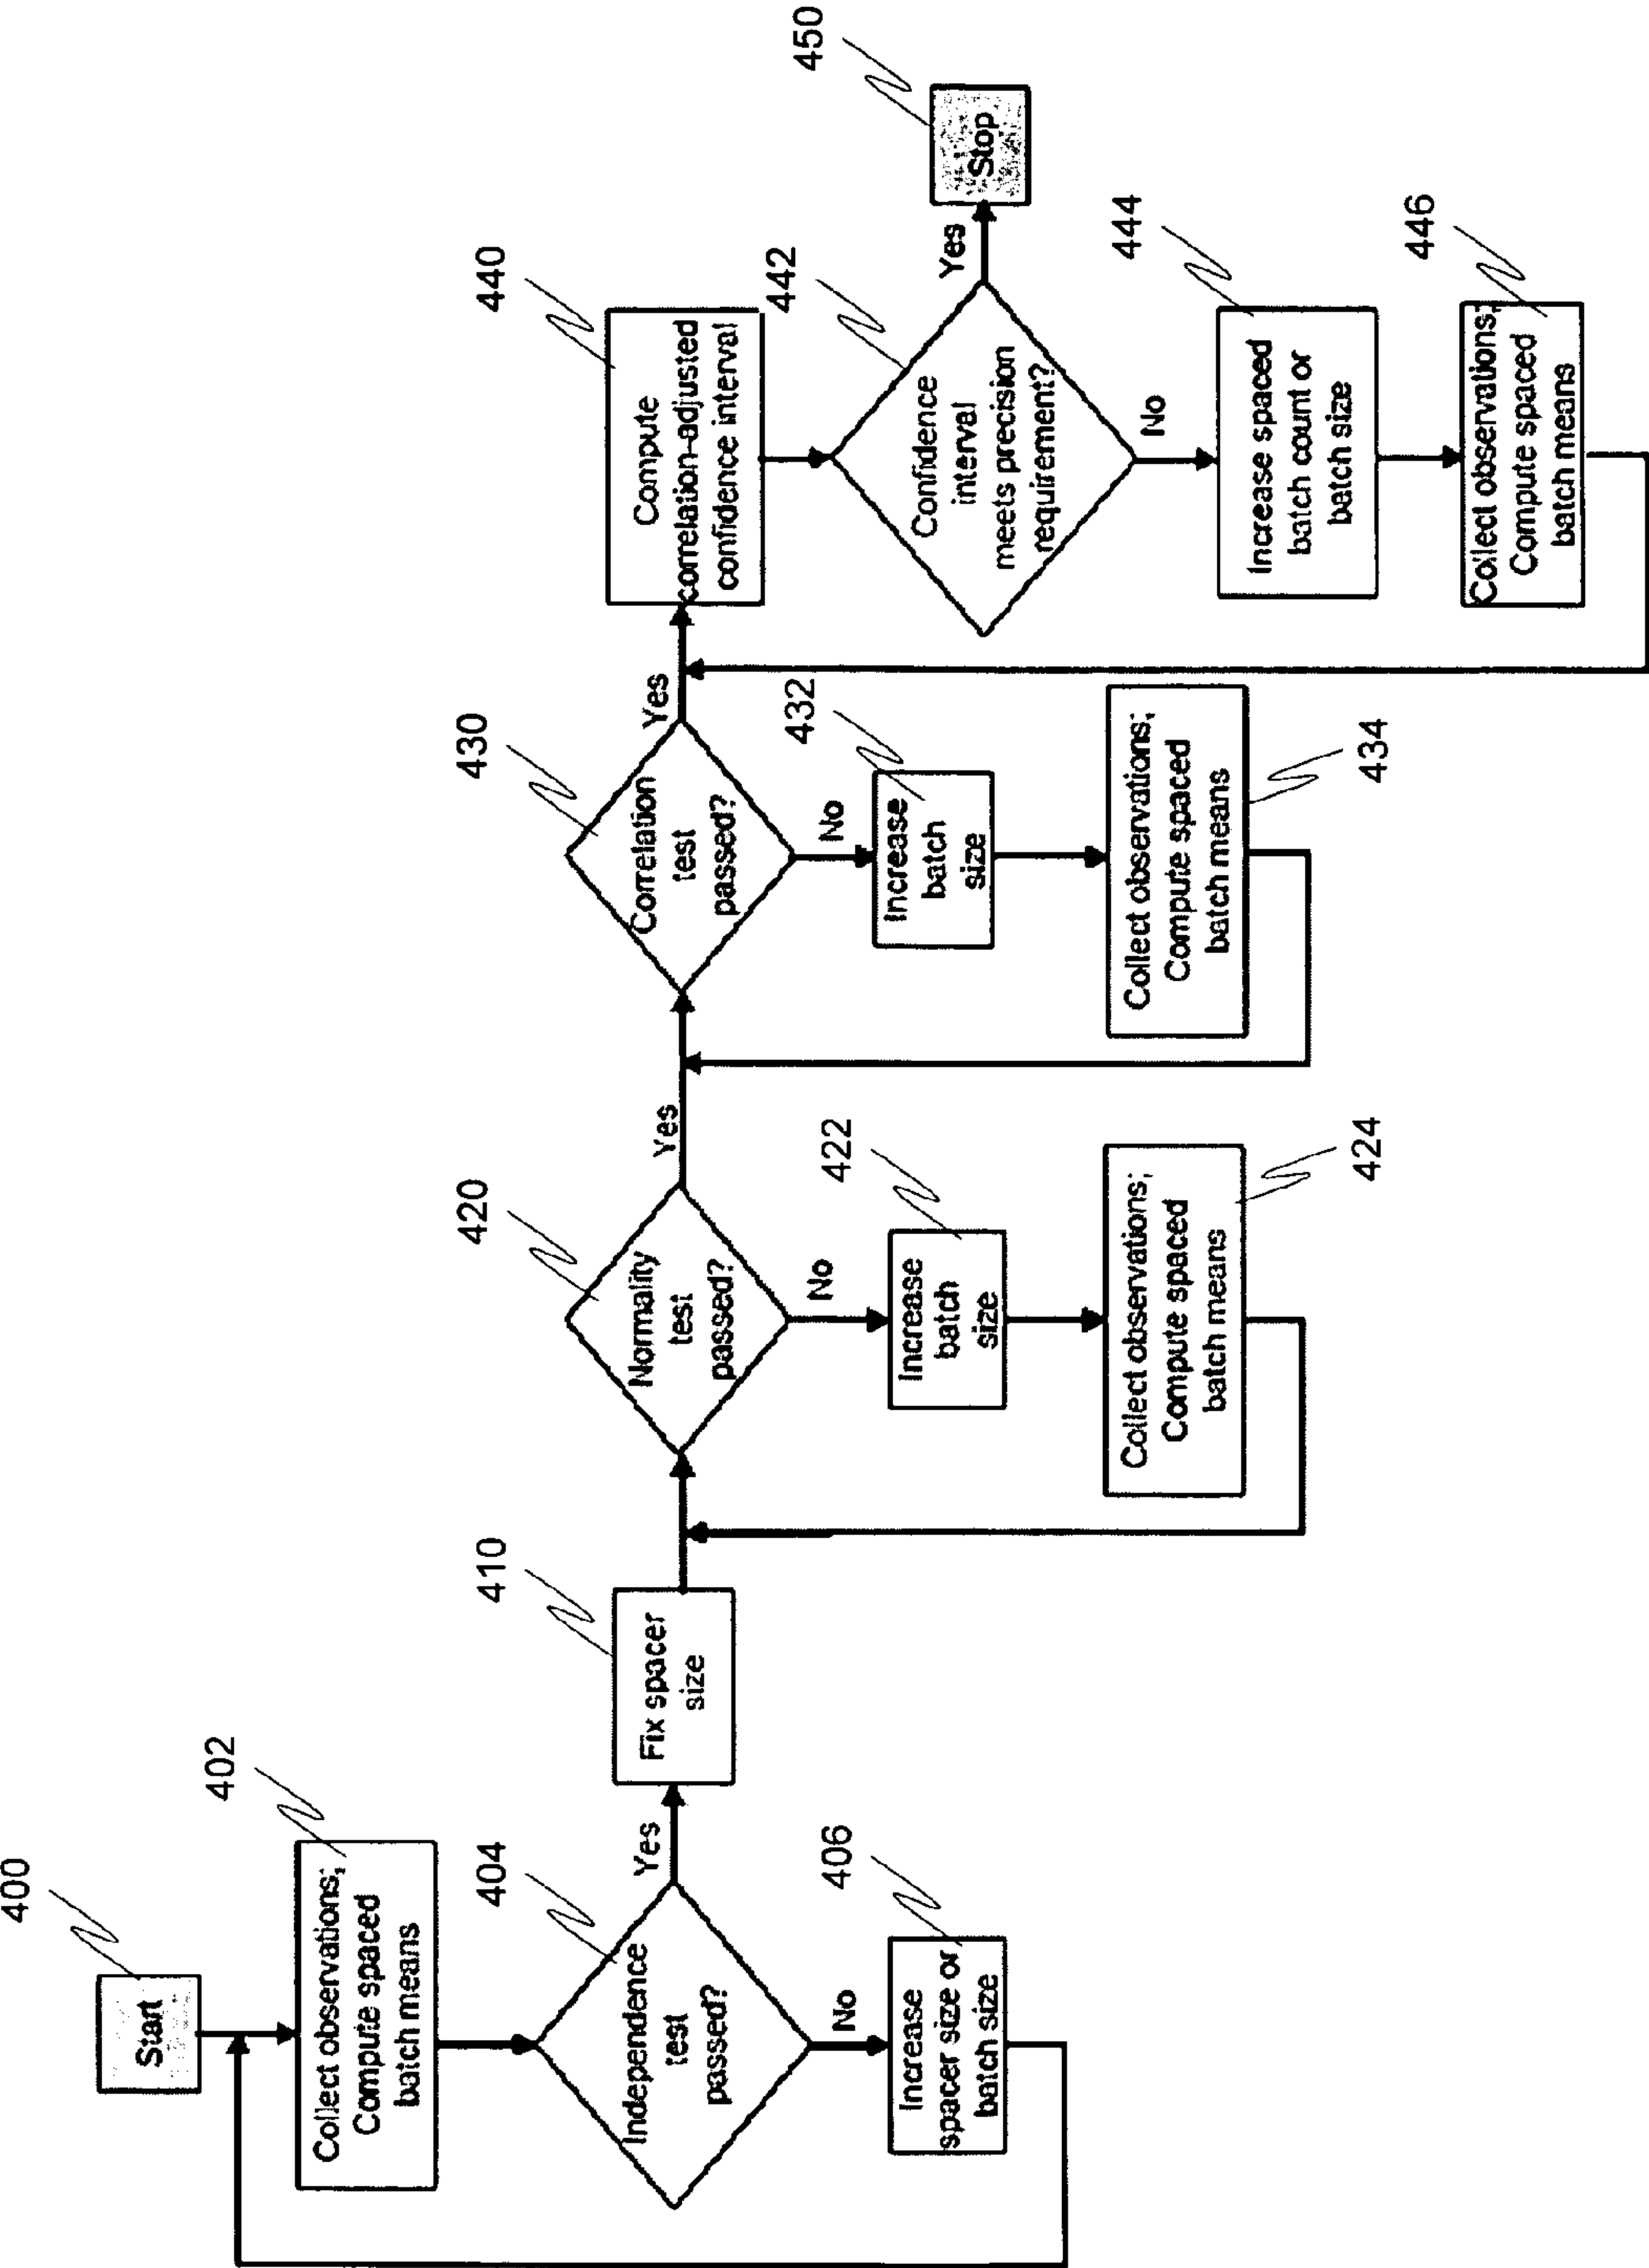 400
Start
402
Collect observations;
Compute spaced
batch means
404
Independence
test
passed?
Yes
No
406
Increase
spacer size or
batch size
410
Fix spacer
size
420
Normality
test
passed?
Yes
No
422
Increase
batch
size
424
Collect observations;
Compute spaced
batch means
430
Correlation
test
passed?
Yes
No
432
Increase
batch
size
434
Collect observations;
Compute spaced
batch means
440
Compute
correlation-adjusted
confidence interval
442
Confidence
interval
meets precision
requirement?
Yes
No
450
Stop
444
Increase spaced
batch count or
batch size
446
Collect observations;
Compute spaced
batch means